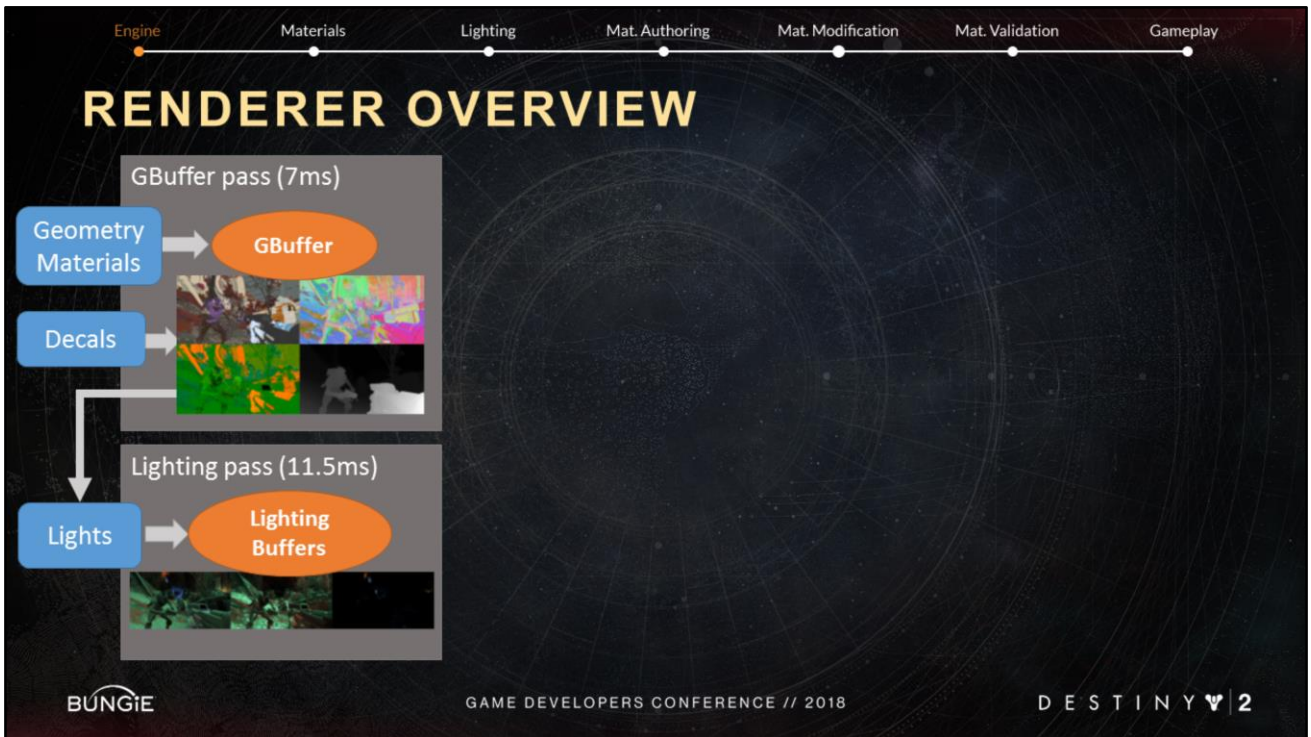 Engine
Materials
Lighting
Mat. Authoring
Mat. Modification
Mat. Validation
Gameplay
RENDERER OVERVIEW
GBuffer pass (7ms)
Geometry
Materials
GBuffer
Decals
Lighting pass (11.5ms)
Lights
Lighting
Buffers
BUNGiE
GAME DEVELOPERS CONFERENCE // 2018
DESTINY 2